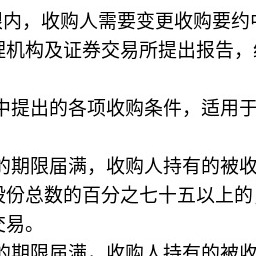 限内，收购人需要变更收购要约中
理机构及证券交易所提出报告，经
中提出的各项收购条件，适用于
的期限届满，收购人持有的被收
股份总数的百分之七十五以上的，
交易。
的期限届满，收购人持有的被收